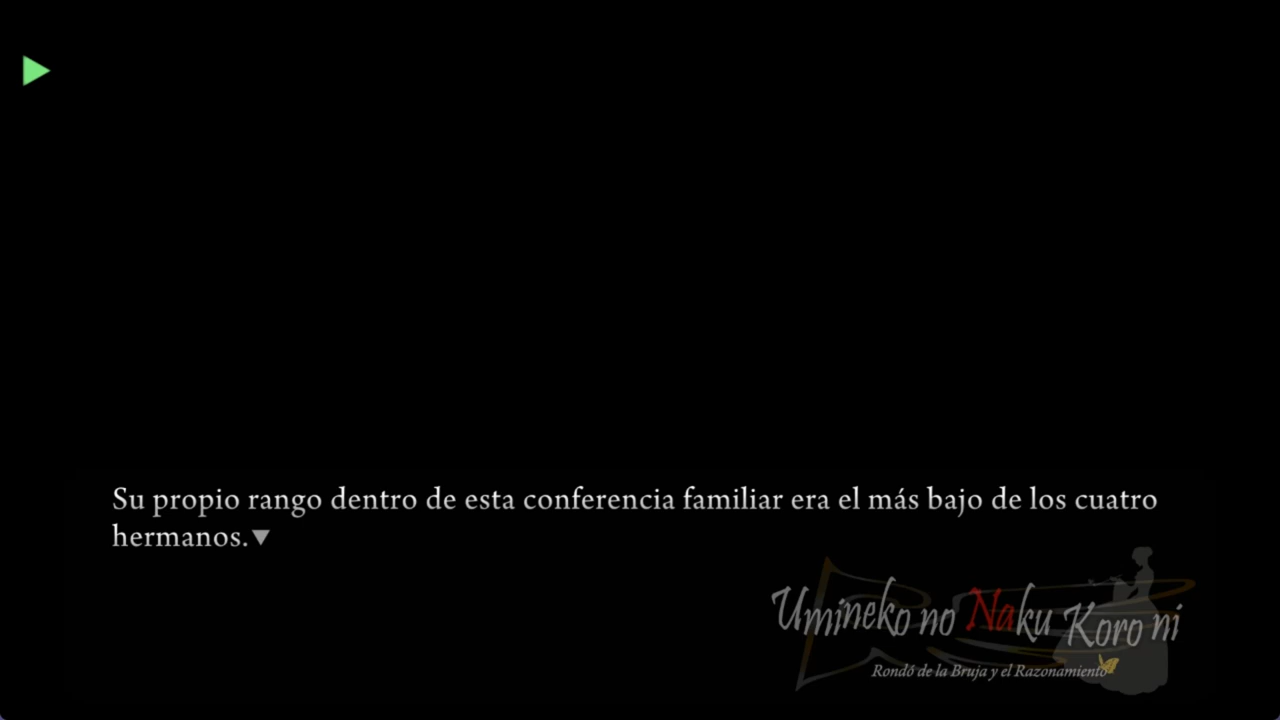 Su propio rango dentro de esta conferencia familiar era el más bajo de los cuatro
hermanos.
Umineko no Naku Koro ni
Rondó de la Bruja y el Razonamiento